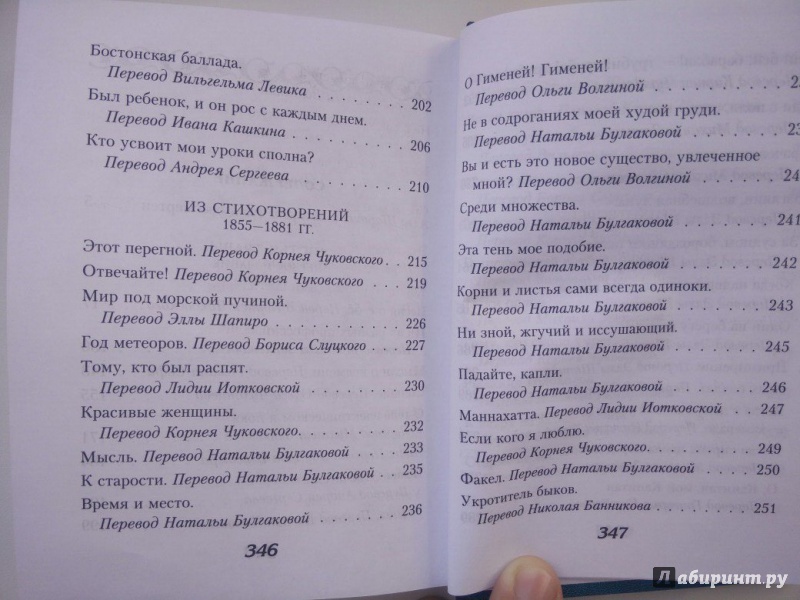 Бостонская баллада.
Перевод Вильгельма Левика . . . . . . . . 202
Был ребенок, и он рос с каждым днем.
Перевод Ивана Кашкина . . . . . . . . . . 206
Кто усвоит мои уроки сполна?
Перевод Андрея Сергеева . . . . . . . . . . 210
ИЗ СТИХОТВОРЕНИЙ
1855—1881 ГГ.
Этот перегной. Перевод Корнея Чуковского . . 215
Отвечайте! Перевод Корнея Чуковского . . . . 219
Мир под морской пучиной.
Перевод Эллы Шапиро . . . . . . . . . . . 226
Год метеоров. Перевод Бориса Слуцкого . . . . 227
Тому, кто был распят.
Перевод Лидии Иотковской . . . . . . . . . 230
Красивые женщины.
Перевод Корнея Чуковского. . . . . . . . . 232
Мысль. Перевод Натальи Булгаковой . . . . . 233
К старости. Перевод Натальи Булгаковой . . . 235
Время и место.
Перевод Натальи Булгаковой . . . . . . . . 236
346
О Гименей! Гименей!
Перевод Ольги Волгиной . . . . . . . . .
Не в содроганиях моей худой груди.
Перевод Натальи Булгаковой . . . . . . .
Вы и есть это новое существо, увлеченное
мной? Перевод Ольги Волгиной . . . . . .
Среди множества.
Перевод Натальи Булгаковой . . . . . . . 241
Эта тень мое подобие.
Перевод Натальи Булгаковой . . . . . . . 242
Корни и листья сами всегда одиноки.
Перевод Натальи Булгаковой . . . . . . . 243
Ни зной, жгучий и иссушающий.
Перевод Натальи Булгаковой . . . . . . . 245
Падайте, капли.
Перевод Натальи Булгаковой . . . . . . . 246
Маннахатта. Перевод Лидии Иотковской . . 247
Если кого я люблю.
Перевод Корнея Чуковского. . . . . . . . 249
Факел. Перевод Натальи Булгаковой . . . . 250
Укротитель быков.
Перевод Николая Банникова . . . . . . . . 251
347
Лабиринт.ру